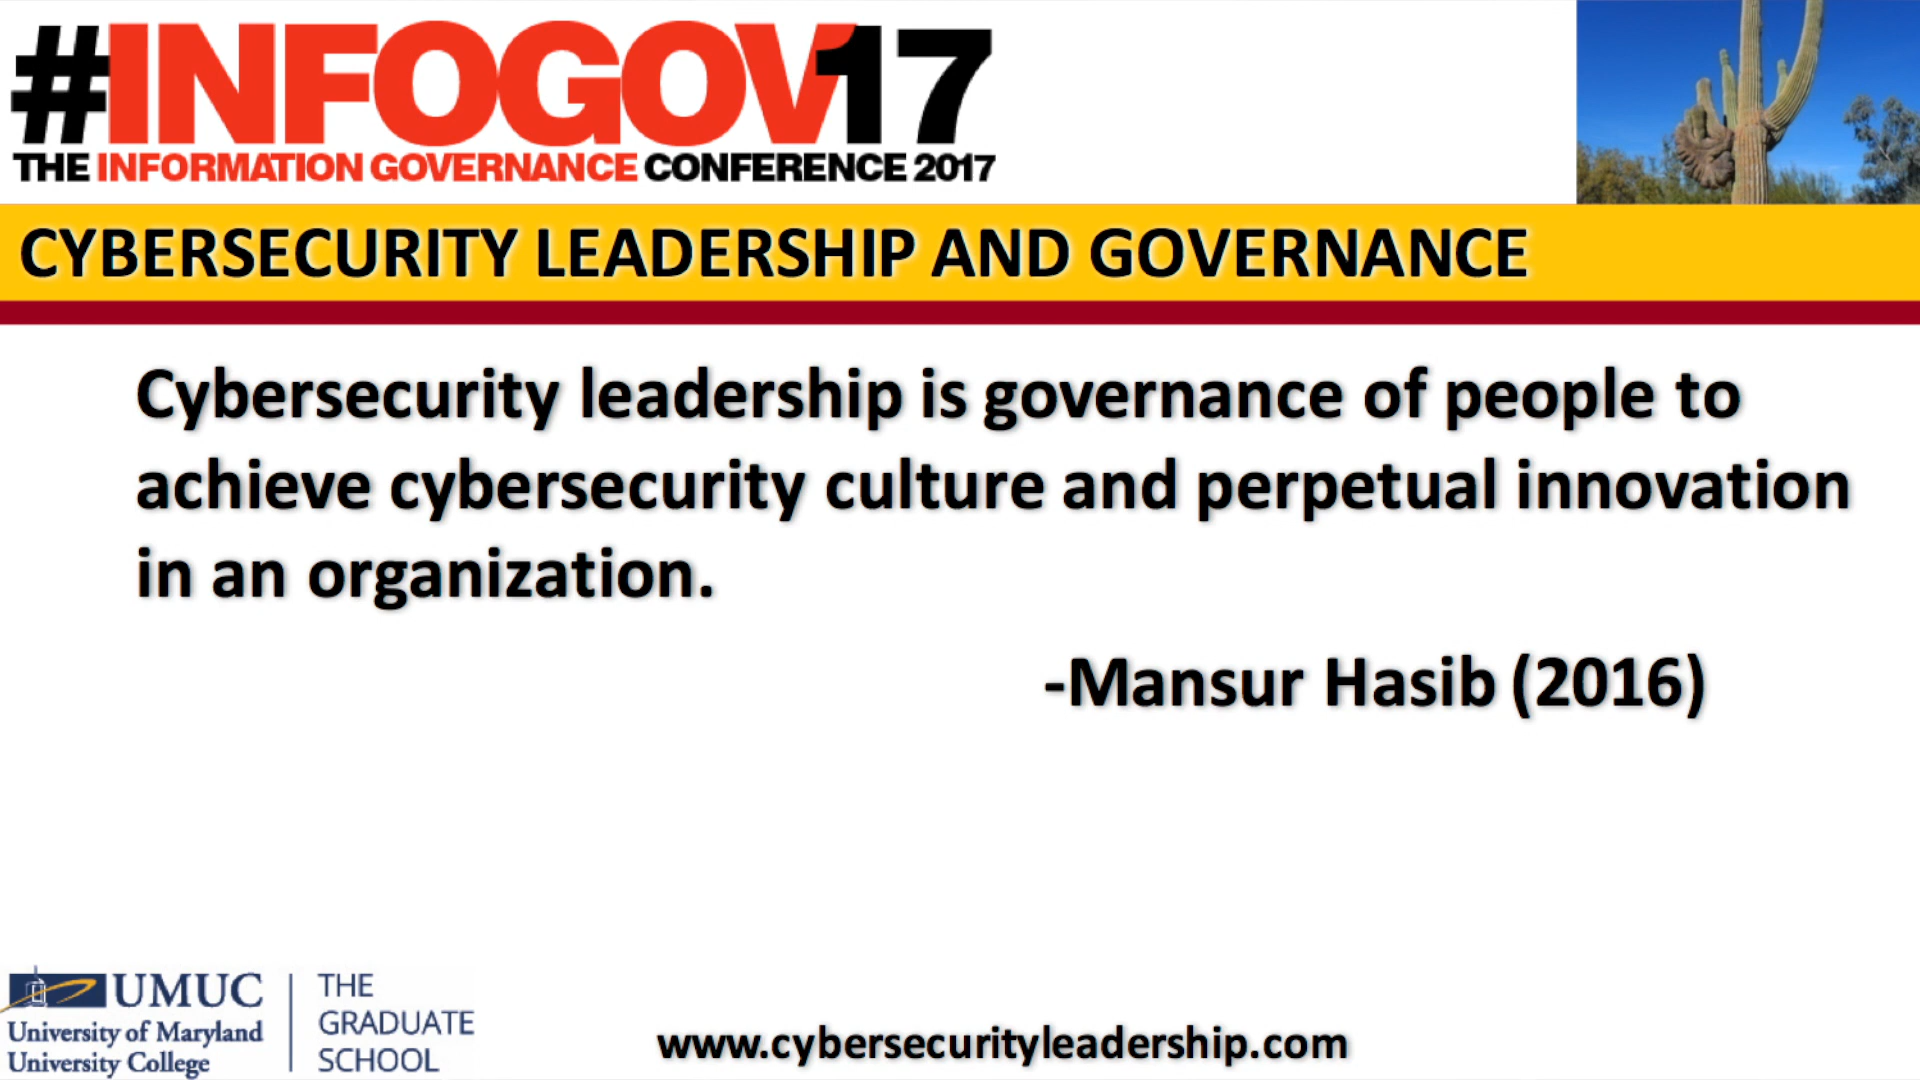 #INFOGOV17
THE INFORMATION GOVERNANCE CONFERENCE 2017
CYBERSECURITY LEADERSHIP AND GOVERNANCE
Cybersecurity leadership is governance of people to
achieve cybersecurity culture and perpetual innovation
in an organization.
-Mansur Hasib (2016)
UMUC
University of Maryland
University College
THE
GRADUATE
SCHOOL
www.cybersecurityleadership.com